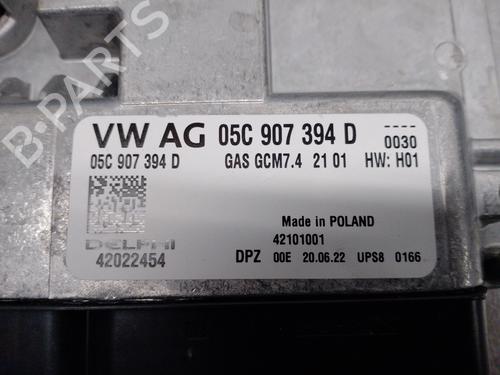 B-PARTS
VW AG 05C 907 394 D 0030
05C 907 394 D GAS GCM7.4 21 01 HW: H01
Made in POLAND
DELPHI 42101001
42022454 DPZ 00E 20.06.22 UPS8 0166